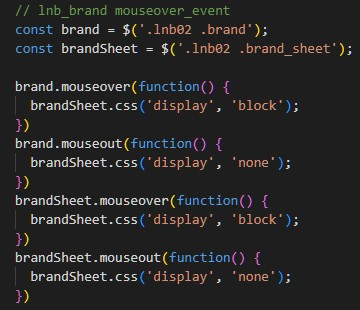 // lnb_brand mouseover_event
const brand = $('.lnb02 .brand');
const brandSheet = $('.lnb02 .brand_sheet');

brand.mouseover(function() {
  brandSheet.css('display', 'block');
})
brand.mouseout(function() {
  brandSheet.css('display', 'none');
})
brandSheet.mouseover(function() {
  brandSheet.css('display', 'block');
})
brandSheet.mouseout(function() {
  brandSheet.css('display', 'none');
})